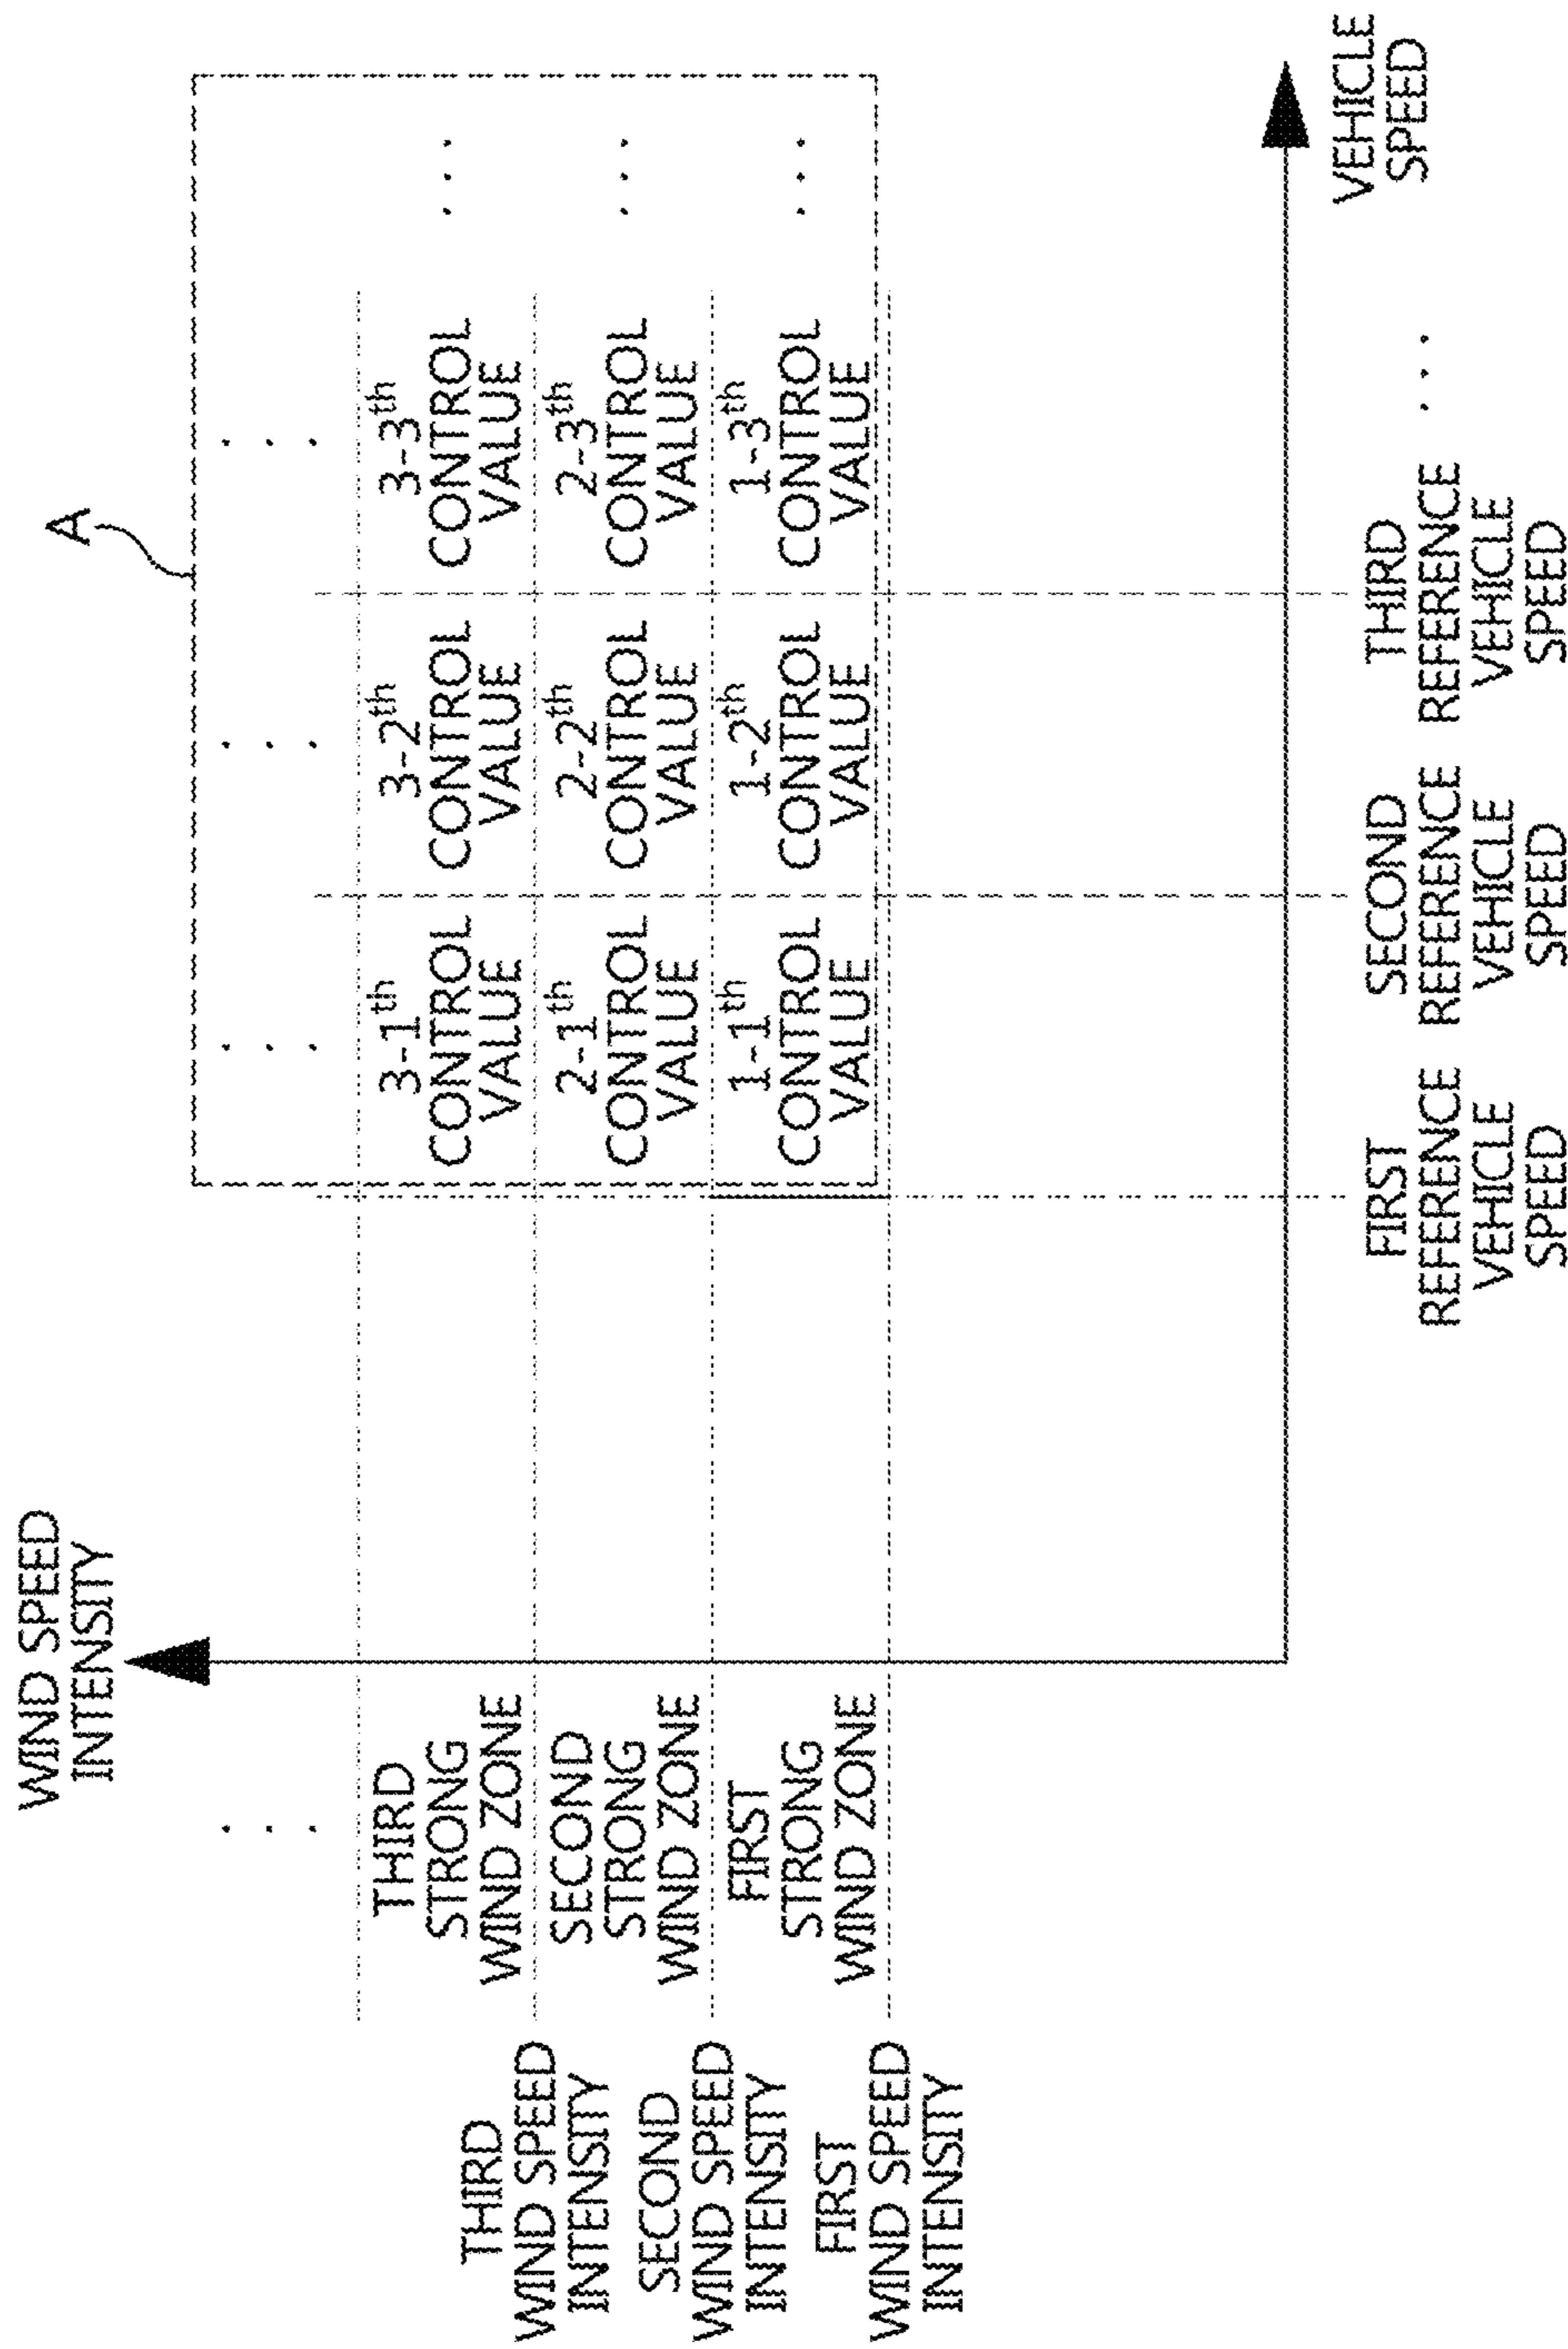 WIND SPEED
INTENSITY
A
. . .
. . .
. . .
. . .
THIRD
STRONG
WIND ZONE
3-1th
CONTROL
VALUE
3-2th
CONTROL
VALUE
3-3th
CONTROL
VALUE
. . .
THIRD
WIND SPEED
INTENSITY
SECOND
STRONG
WIND ZONE
2-1th
CONTROL
VALUE
2-2th
CONTROL
VALUE
2-3th
CONTROL
VALUE
. . .
SECOND
WIND SPEED
INTENSITY
FIRST
STRONG
WIND ZONE
1-1th
CONTROL
VALUE
1-2th
CONTROL
VALUE
1-3th
CONTROL
VALUE
. . .
FIRST
WIND SPEED
INTENSITY
FIRST
REFERENCE
VEHICLE
SPEED
SECOND
REFERENCE
VEHICLE
SPEED
THIRD
REFERENCE
VEHICLE
SPEED
. . .
VEHICLE
SPEED